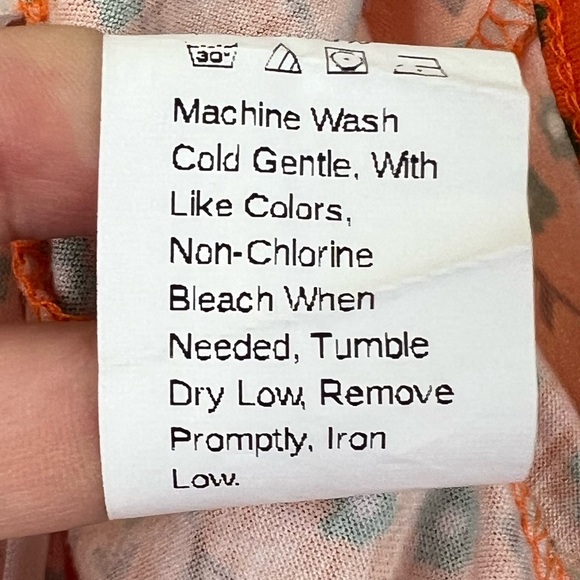 30°
Machine Wash
Cold Gentle, With
Like Colors,
Non-Chlorine
Bleach When
Needed, Tumble
Dry Low, Remove
Promptly, Iron
Low.